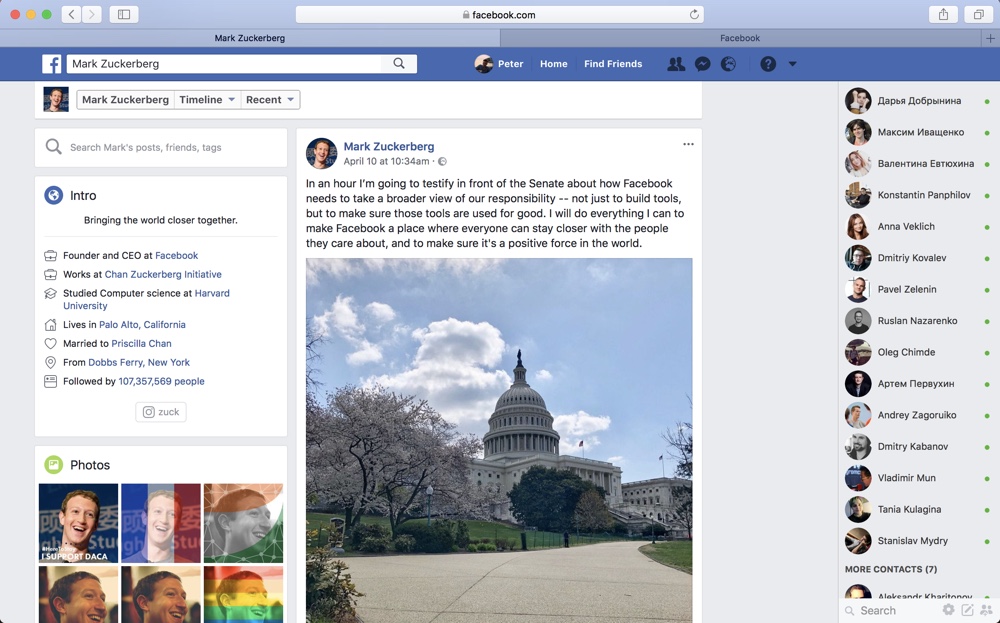 facebook.com
Mark Zuckerberg
Facebook
Mark Zuckerberg
Peter
Home
Find Friends
Mark Zuckerberg
Timeline
Recent
Search Mark's posts, friends, tags
Intro
Bringing the world closer together.
Founder and CEO at Facebook
Works at Chan Zuckerberg Initiative
Studied Computer science at Harvard
University
Lives in Palo Alto, California
Married to Priscilla Chan
From Dobbs Ferry, New York
Followed by 107,357,569 people
zuck
Photos
I SUPPORT DACA
Mark Zuckerberg
April 10 at 10:34am ·
In an hour I'm going to testify in front of the Senate about how Facebook
needs to take a broader view of our responsibility -- not just to build tools,
but to make sure those tools are used for good. I will do everything I can to
make Facebook a place where everyone can stay closer with the people
they care about, and to make sure it's a positive force in the world.
Дарья Добрынина
Максим Иващенко
Валентина Евтюхина
Konstantin Panphilov
Anna Veklich
Dmitriy Kovalev
Pavel Zelenin
Ruslan Nazarenko
Oleg Chimde
Артем Первухин
Andrey Zagoruiko
Dmitry Kabanov
Vladimir Mun
Tania Kulagina
Stanislav Mydry
MORE CONTACTS (7)
Aleksandr Kharitonov
Search